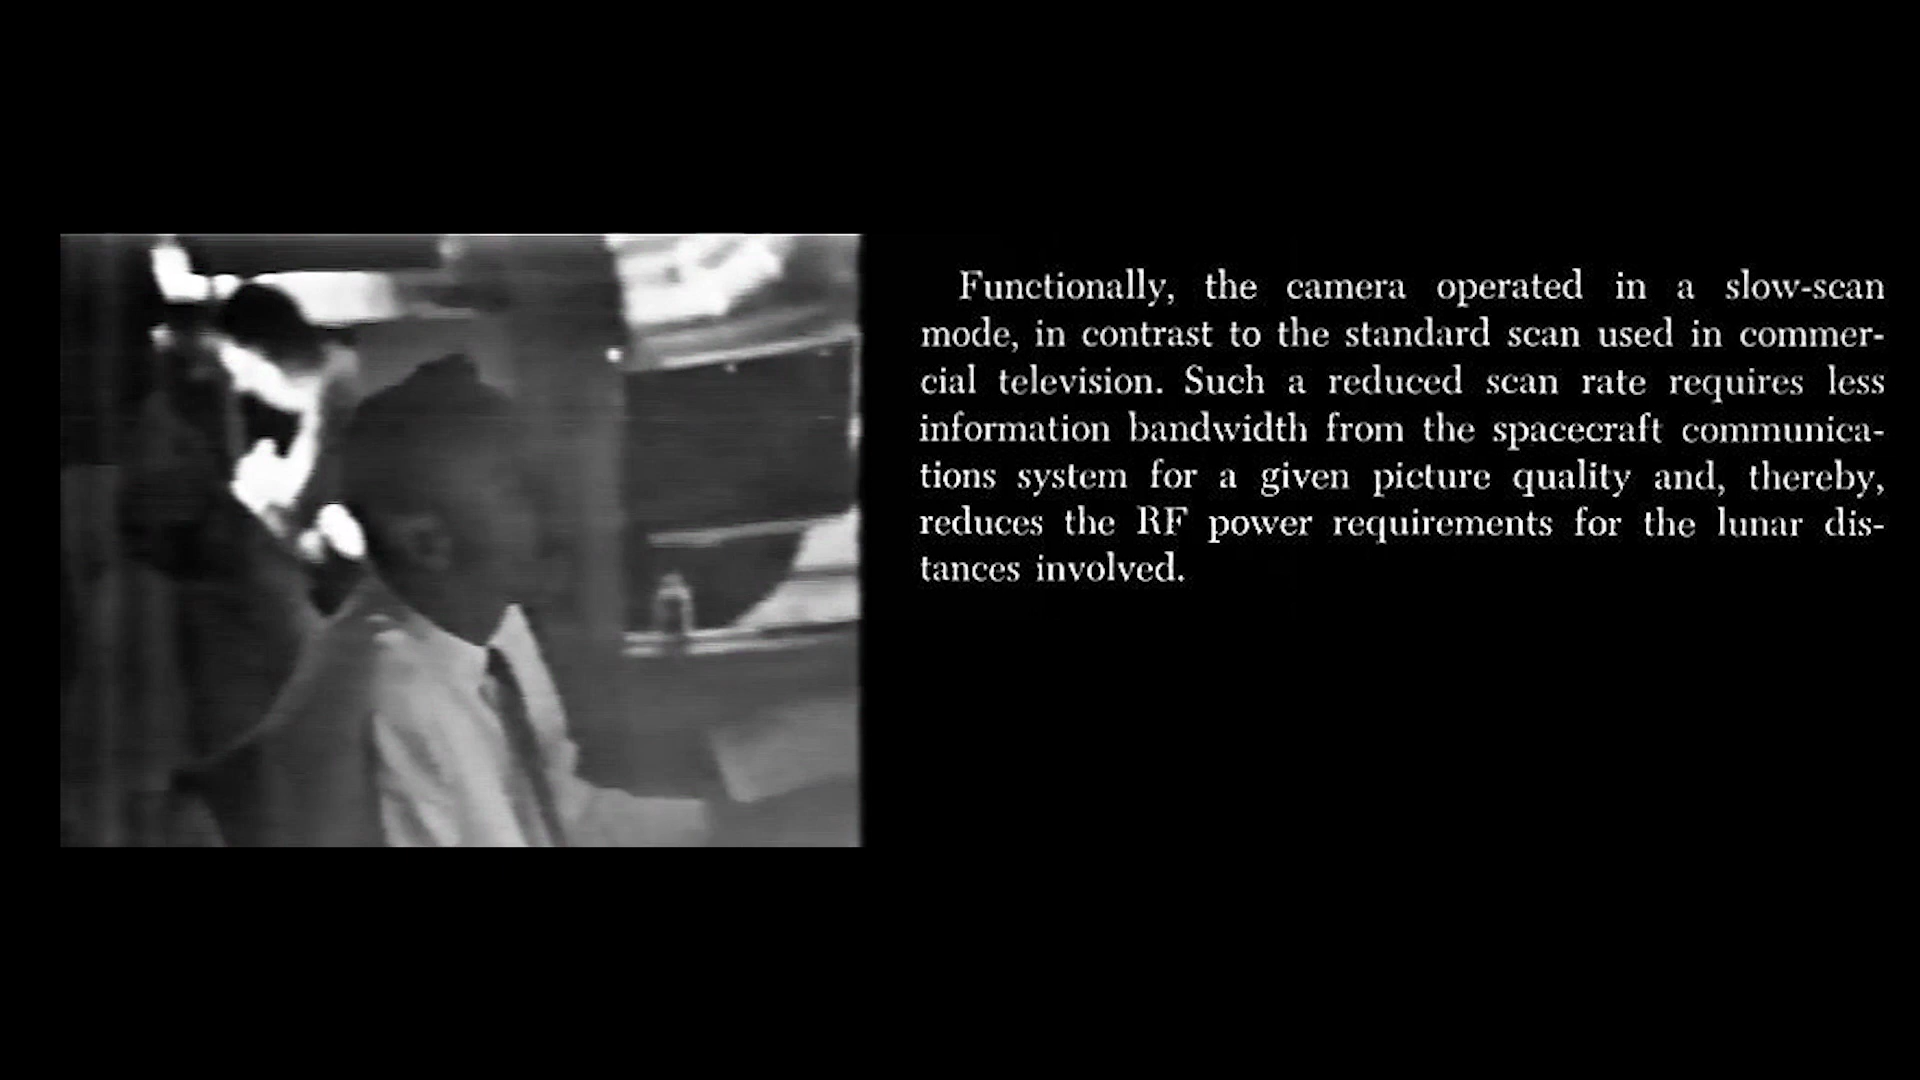 Functionally, the camera operated in a slow-scan
mode, in contrast to the standard scan used in commer-
cial television. Such a reduced scan rate requires less
information bandwidth from the spacecraft communica-
tions system for a given picture quality and, thereby,
reduces the RF power requirements for the lunar dis-
tances involved.